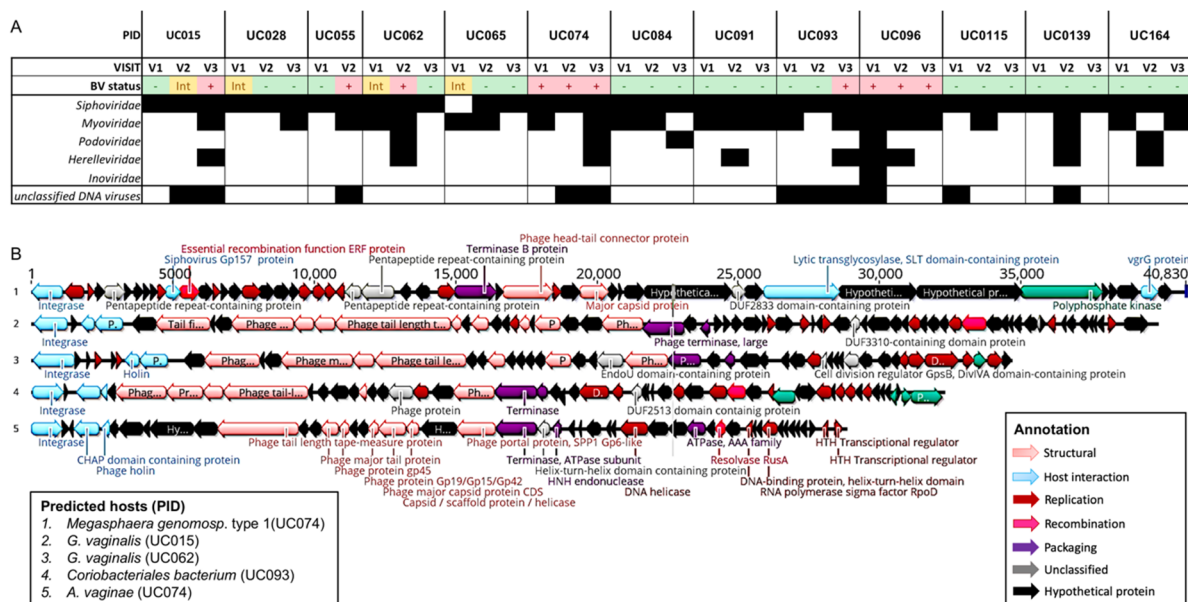 A
PID UC015 UC028 UC055 UC062 UC065 UC074 UC084 UC091 UC093 UC096 UC0115 UC0139 UC164
VISIT V1 V2 V3 V1 V2 V3 V1 V2 V1 V2 V3 V1 V2 V3 V1 V2 V3 V1 V2 V3 V1 V2 V3 V1 V2 V3 V1 V2 V3 V1 V2 V3 V1 V2 V3 V1 V2 V3
BV status - Int + Int - - - + Int + - Int - - + + + - - - - - - - - + + + + - - - - - - - - -
Siphoviridae
Myoviridae
Podoviridae
Herelleviridae
Inoviridae
unclassified DNA viruses
B
Phage head-tail connector protein
Essential recombination function ERF protein Terminase B protein vgrG protein
Siphovirus Gp157 protein Pentapeptide repeat-containing protein Lytic transglycosylase, SLT domain-containing protein
1 5000 10,000 15,000 20,000 25,000 30,000 35,000 40,830
1 Hypothetica... Hypotheti... Hypothetical pr...
Integrase Pentapeptide repeat-containing protein Pentapeptide repeat-containing protein Major capsid protein DUF2833 domain-containing protein Polyphosphate kinase
2 P.. Tail fi... Phage ... Phage tail length t... P Ph...
Integrase Phage terminase, large DUF3310-containing protein
3 P... Phag... Phage m... Phage tail le... P Ph... P... D...
Integrase Holin EndoU domain-containing protein Cell division regulator GpsB, DivIVA domain-containing protein
4 Phag... Pr... Phage tail-l... Ph... D. P..
Integrase Phage protein Terminase DUF2513 domain-containing protein
5 Hy... H...
Integrase Phage tail length tape-measure protein Phage portal protein, SPP1 Gp6-like ATPase, AAA family HTH Transciptional regulator
CHAP domain containing protein Phage major tail protein Terminase, ATPase subunit Resolvase RusA HTH Transcriptional regulator
Phage holin Phage protein gp45 Helix-turn-helix domain containing protein
Phage protein Gp19/Gp15/Gp42 HNH endonuclease DNA-binding protein, helix-turn-helix domain
Phage major capsid protein CDS DNA helicase RNA polymerase sigma factor RpoD
Capsid / scaffold protein / helicase
Predicted hosts (PID)
1. Megasphaera genomosp. type 1(UC074)
2. G. vaginalis (UC015)
3. G. vaginalis (UC062)
4. Coriobacteriales bacterium (UC093)
5. A. vaginae (UC074)
Annotation
Structural
Host interaction
Replication
Recombination
Packaging
Unclassified
Hypothetical protein